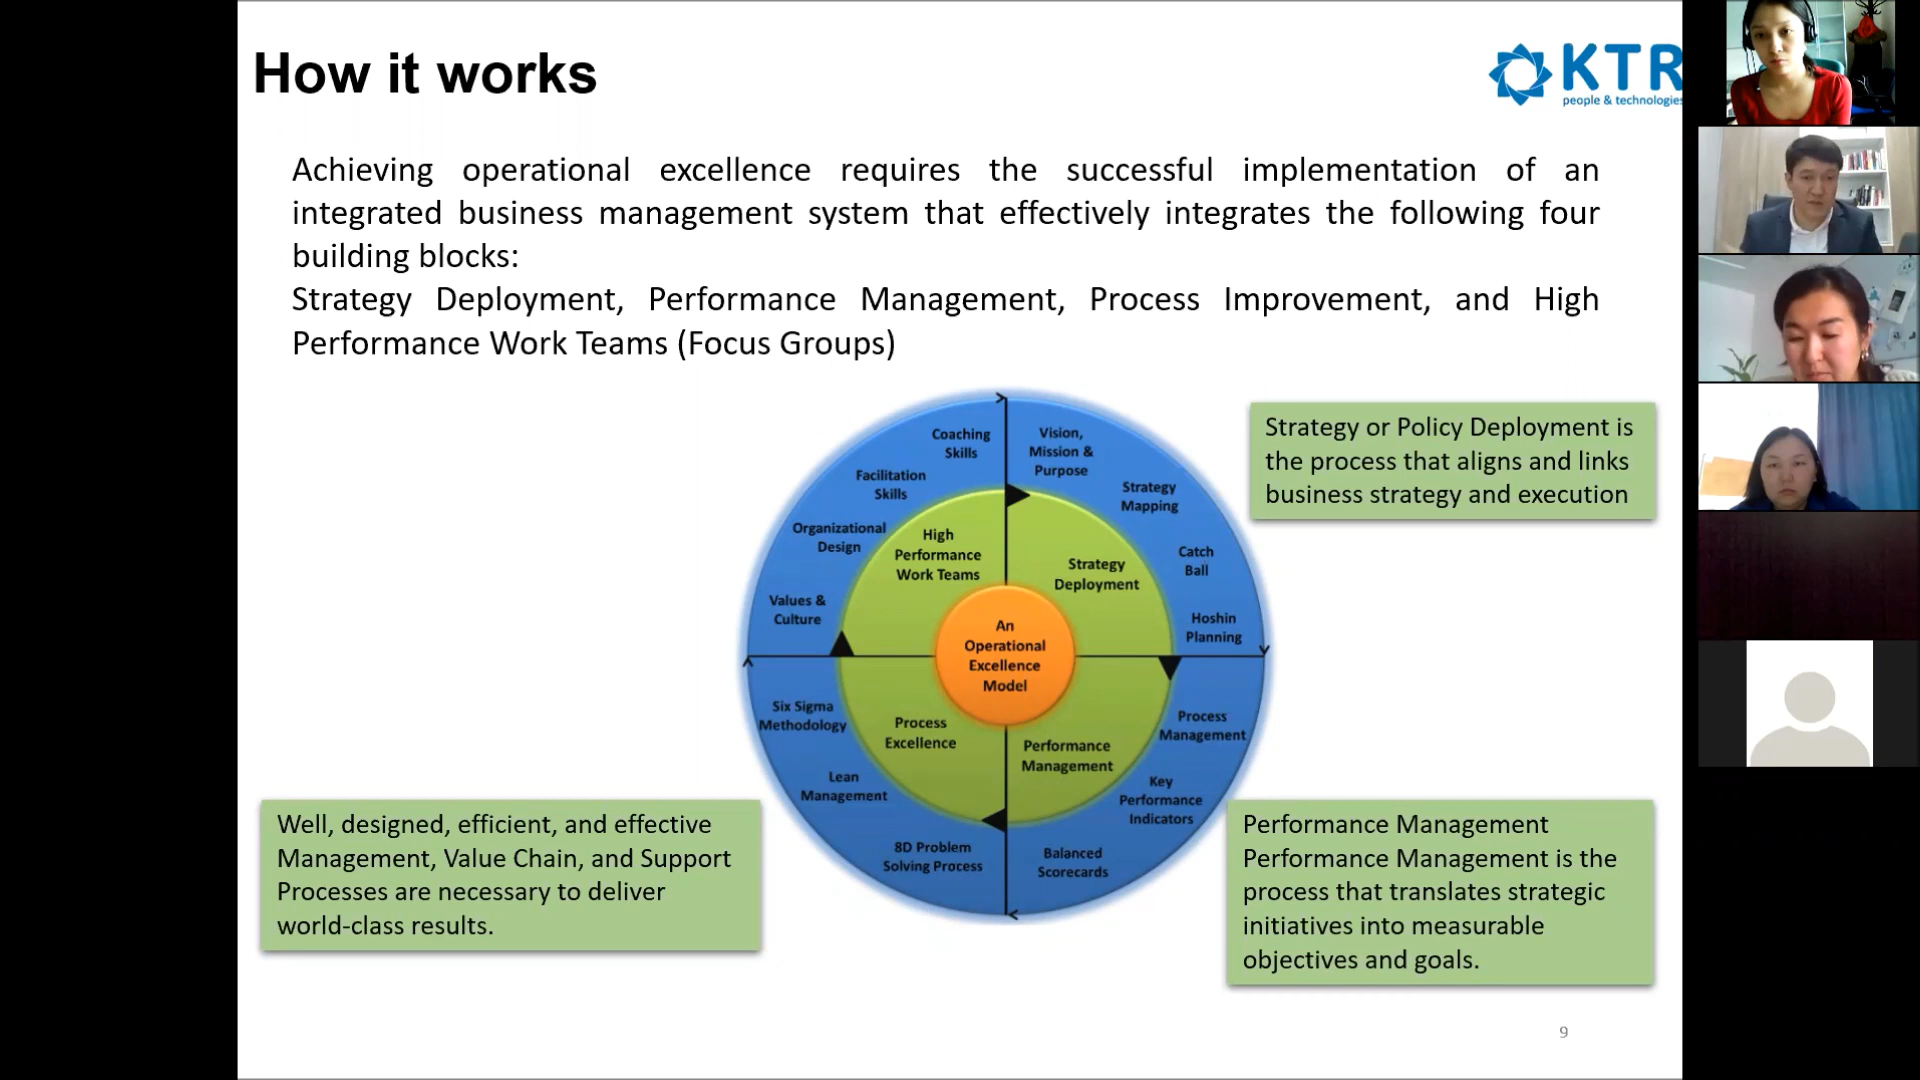 How it works
KTR
people & technologies
Achieving operational excellence requires the successful implementation of an
integrated business management system that effectively integrates the following four
building blocks:
Strategy Deployment, Performance Management, Process Improvement, and High
Performance Work Teams (Focus Groups)
Strategy or Policy Deployment is
the process that aligns and links
business strategy and execution
Coaching
Skills
Facilitation
Skills
Organizational
Design
Values &
Culture
High
Performance
Work Teams
Vision,
Mission &
Purpose
Strategy
Mapping
Catch
Ball
Hoshin
Planning
Strategy
Deployment
An
Operational
Excellence
Model
Six Sigma
Methodology
Lean
Management
8D Problem
Solving Process
Process
Excellence
Performance
Management
Process
Management
Key
Performance
Indicators
Balanced
Scorecards
Well, designed, efficient, and effective
Management, Value Chain, and Support
Processes are necessary to deliver
world-class results.
Performance Management
Performance Management is the
process that translates strategic
initiatives into measurable
objectives and goals.
9